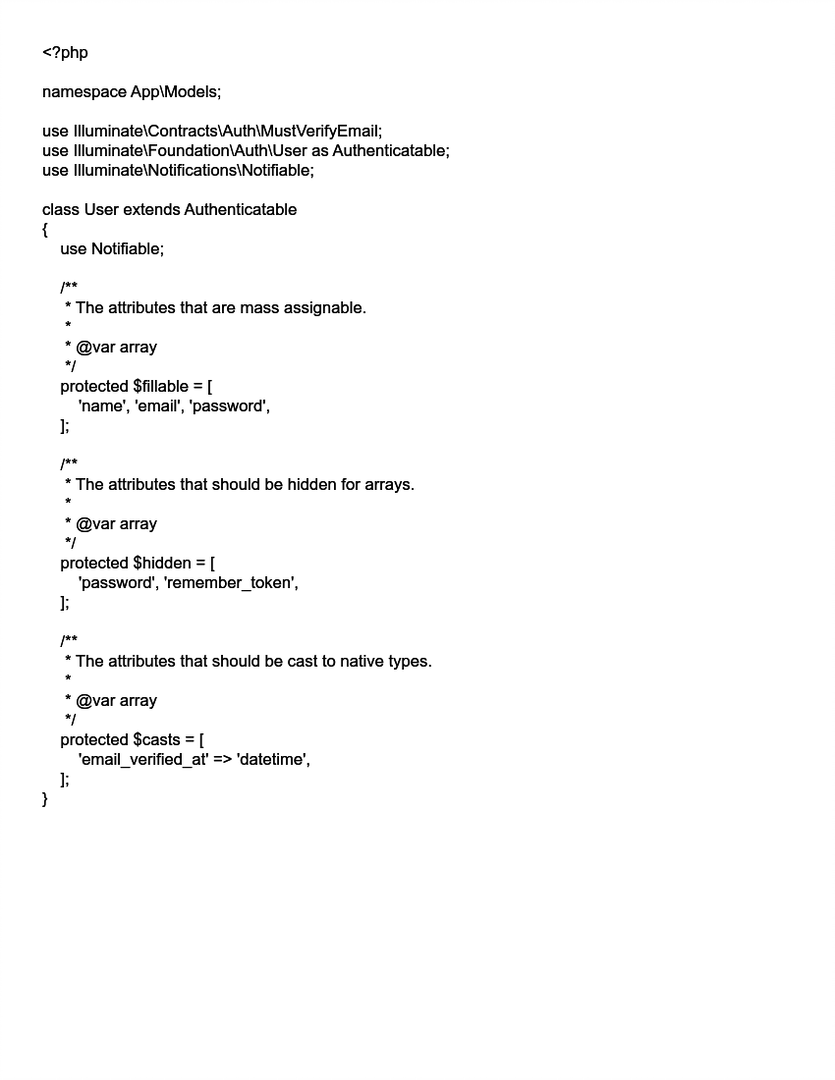 <?php
namespace App\Models;
use Illuminate\Contracts\Auth\MustVerifyEmail;
use Illuminate\Foundation\Auth\User as Authenticatable;
use Illuminate\Notifications\Notifiable;
class User extends Authenticatable
{
use Notifiable;
/**
* The attributes that are mass assignable.
*
* @var array
*/
protected $fillable = [
'name', 'email', 'password',
];
/**
* The attributes that should be hidden for arrays.
*
* @var array
*/
protected $hidden = [
'password', 'remember_token',
];
/**
* The attributes that should be cast to native types.
*
* @var array
*/
protected $casts = [
'email_verified_at' => 'datetime',
];
}